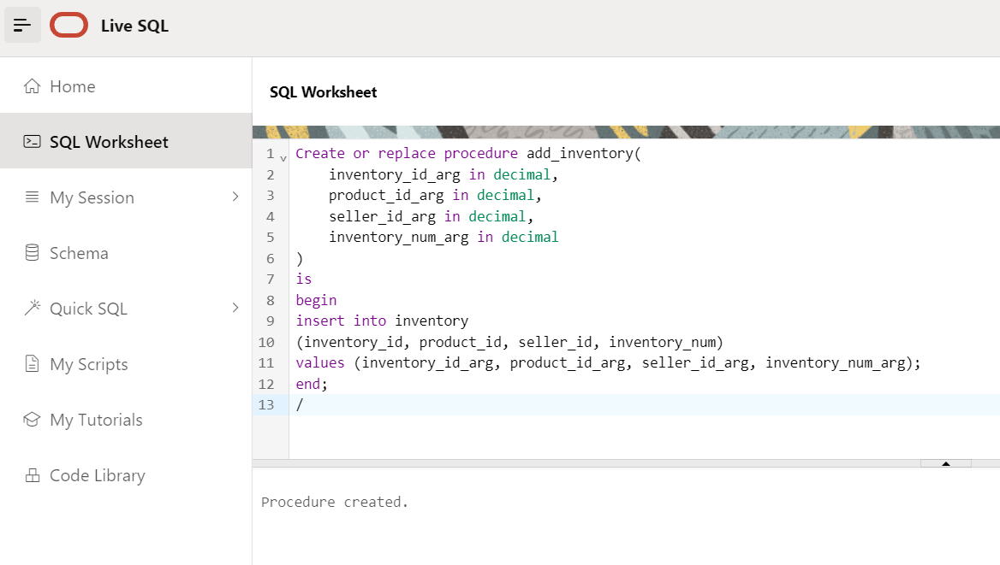 Live SQL
Home
SQL Worksheet
My Session
Schema
Quick SQL
My Scripts
My Tutorials
Code Library
SQL Worksheet
1 Create or replace procedure add_inventory(
2     inventory_id_arg in decimal,
3     product_id_arg in decimal,
4     seller_id_arg in decimal,
5     inventory_num_arg in decimal
6 )
7 is
8 begin
9 insert into inventory
10 (inventory_id, product_id, seller_id, inventory_num)
11 values (inventory_id_arg, product_id_arg, seller_id_arg, inventory_num_arg);
12 end;
13 /
Procedure created.